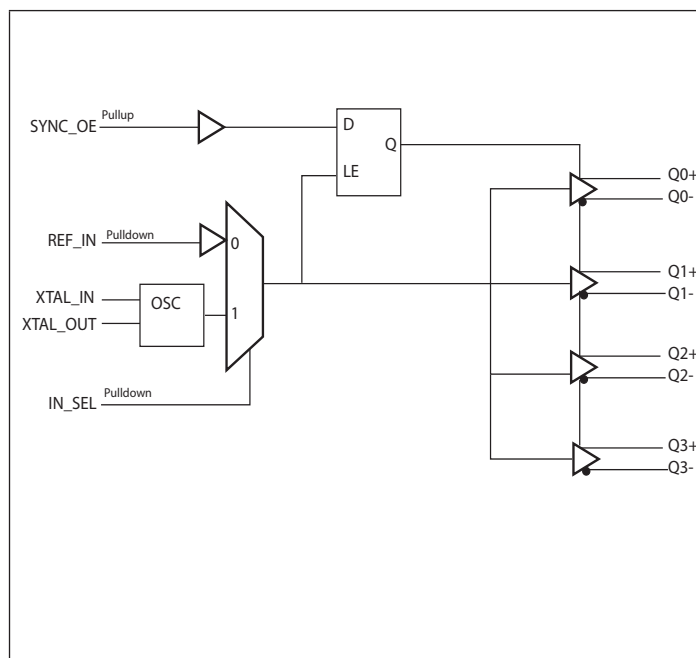 Pullup
SYNC_OE
D
Q
LE
Q0+
Q0-
REF_IN
Pulldown
0
Q1+
Q1-
XTAL_IN
OSC
1
XTAL_OUT
Q2+
Q2-
Pulldown
IN_SEL
Q3+
Q3-